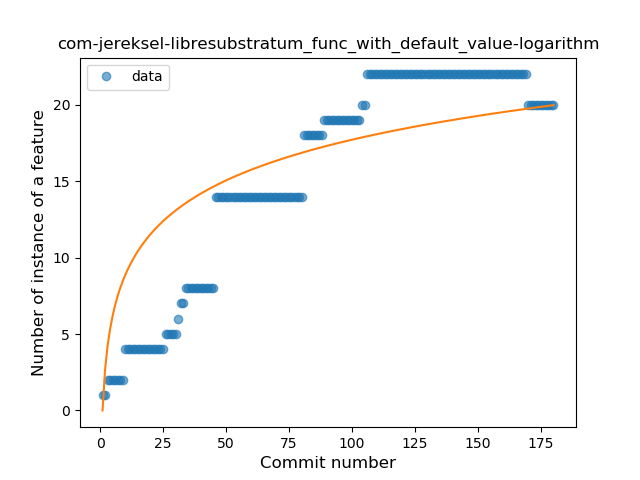 com-jereksel-libresubstratum_func_with_default_value-logarithm
data
Number of instance of a feature
20
15
10
5
0
0 25 50 75 100 125 150 175
Commit number